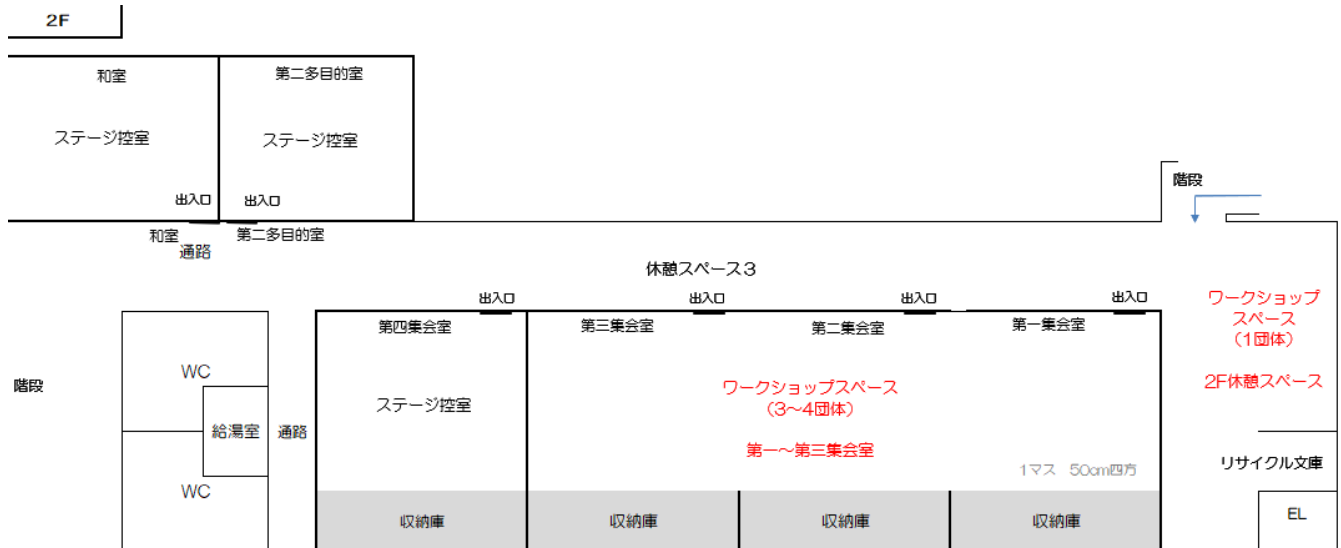 2F
和室
第二多目的室
ステージ控室
ステージ控室
出入口
出入口
和室
第二多目的室
通路
階段
休憩スペース3
出入口
出入口
出入口
出入口
第四集会室
第三集会室
第二集会室
第一集会室
ワークショップ
スペース
(1団体)
2F休憩スペース
階段
WC
給湯室
通路
WC
ステージ控室
ワークショップスペース
(3~4団体)
第一~第三集会室
1マス 50cm四方
リサイクル文庫
収納庫
収納庫
収納庫
収納庫
EL